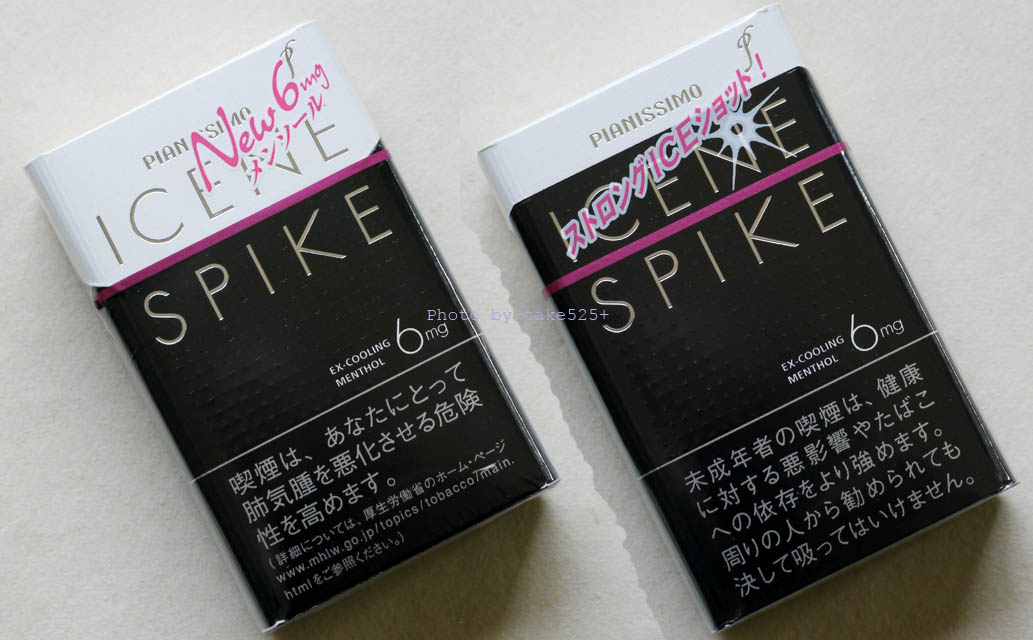 PIANISSIMO
New 6mg
メンソール
ICENE
SPIKE
EX-COOLING
MENTHOL
6mg
喫煙は、あなたにとって
肺気腫を悪化させる危険
性を高めます。
(詳細については、厚生労働省のホーム・ページ
www.mhlw.go.jp/topics/tobacco/main.
htmlをご参照ください。)
PIANISSIMO
ストロングICEショット!
ICENE
SPIKE
EX-COOLING
MENTHOL
6mg
未成年者の喫煙は、健康
に対する悪影響やたばこ
への依存をより強めます。
周りの人から勧められても
決して吸ってはいけません。
Photo by take525+